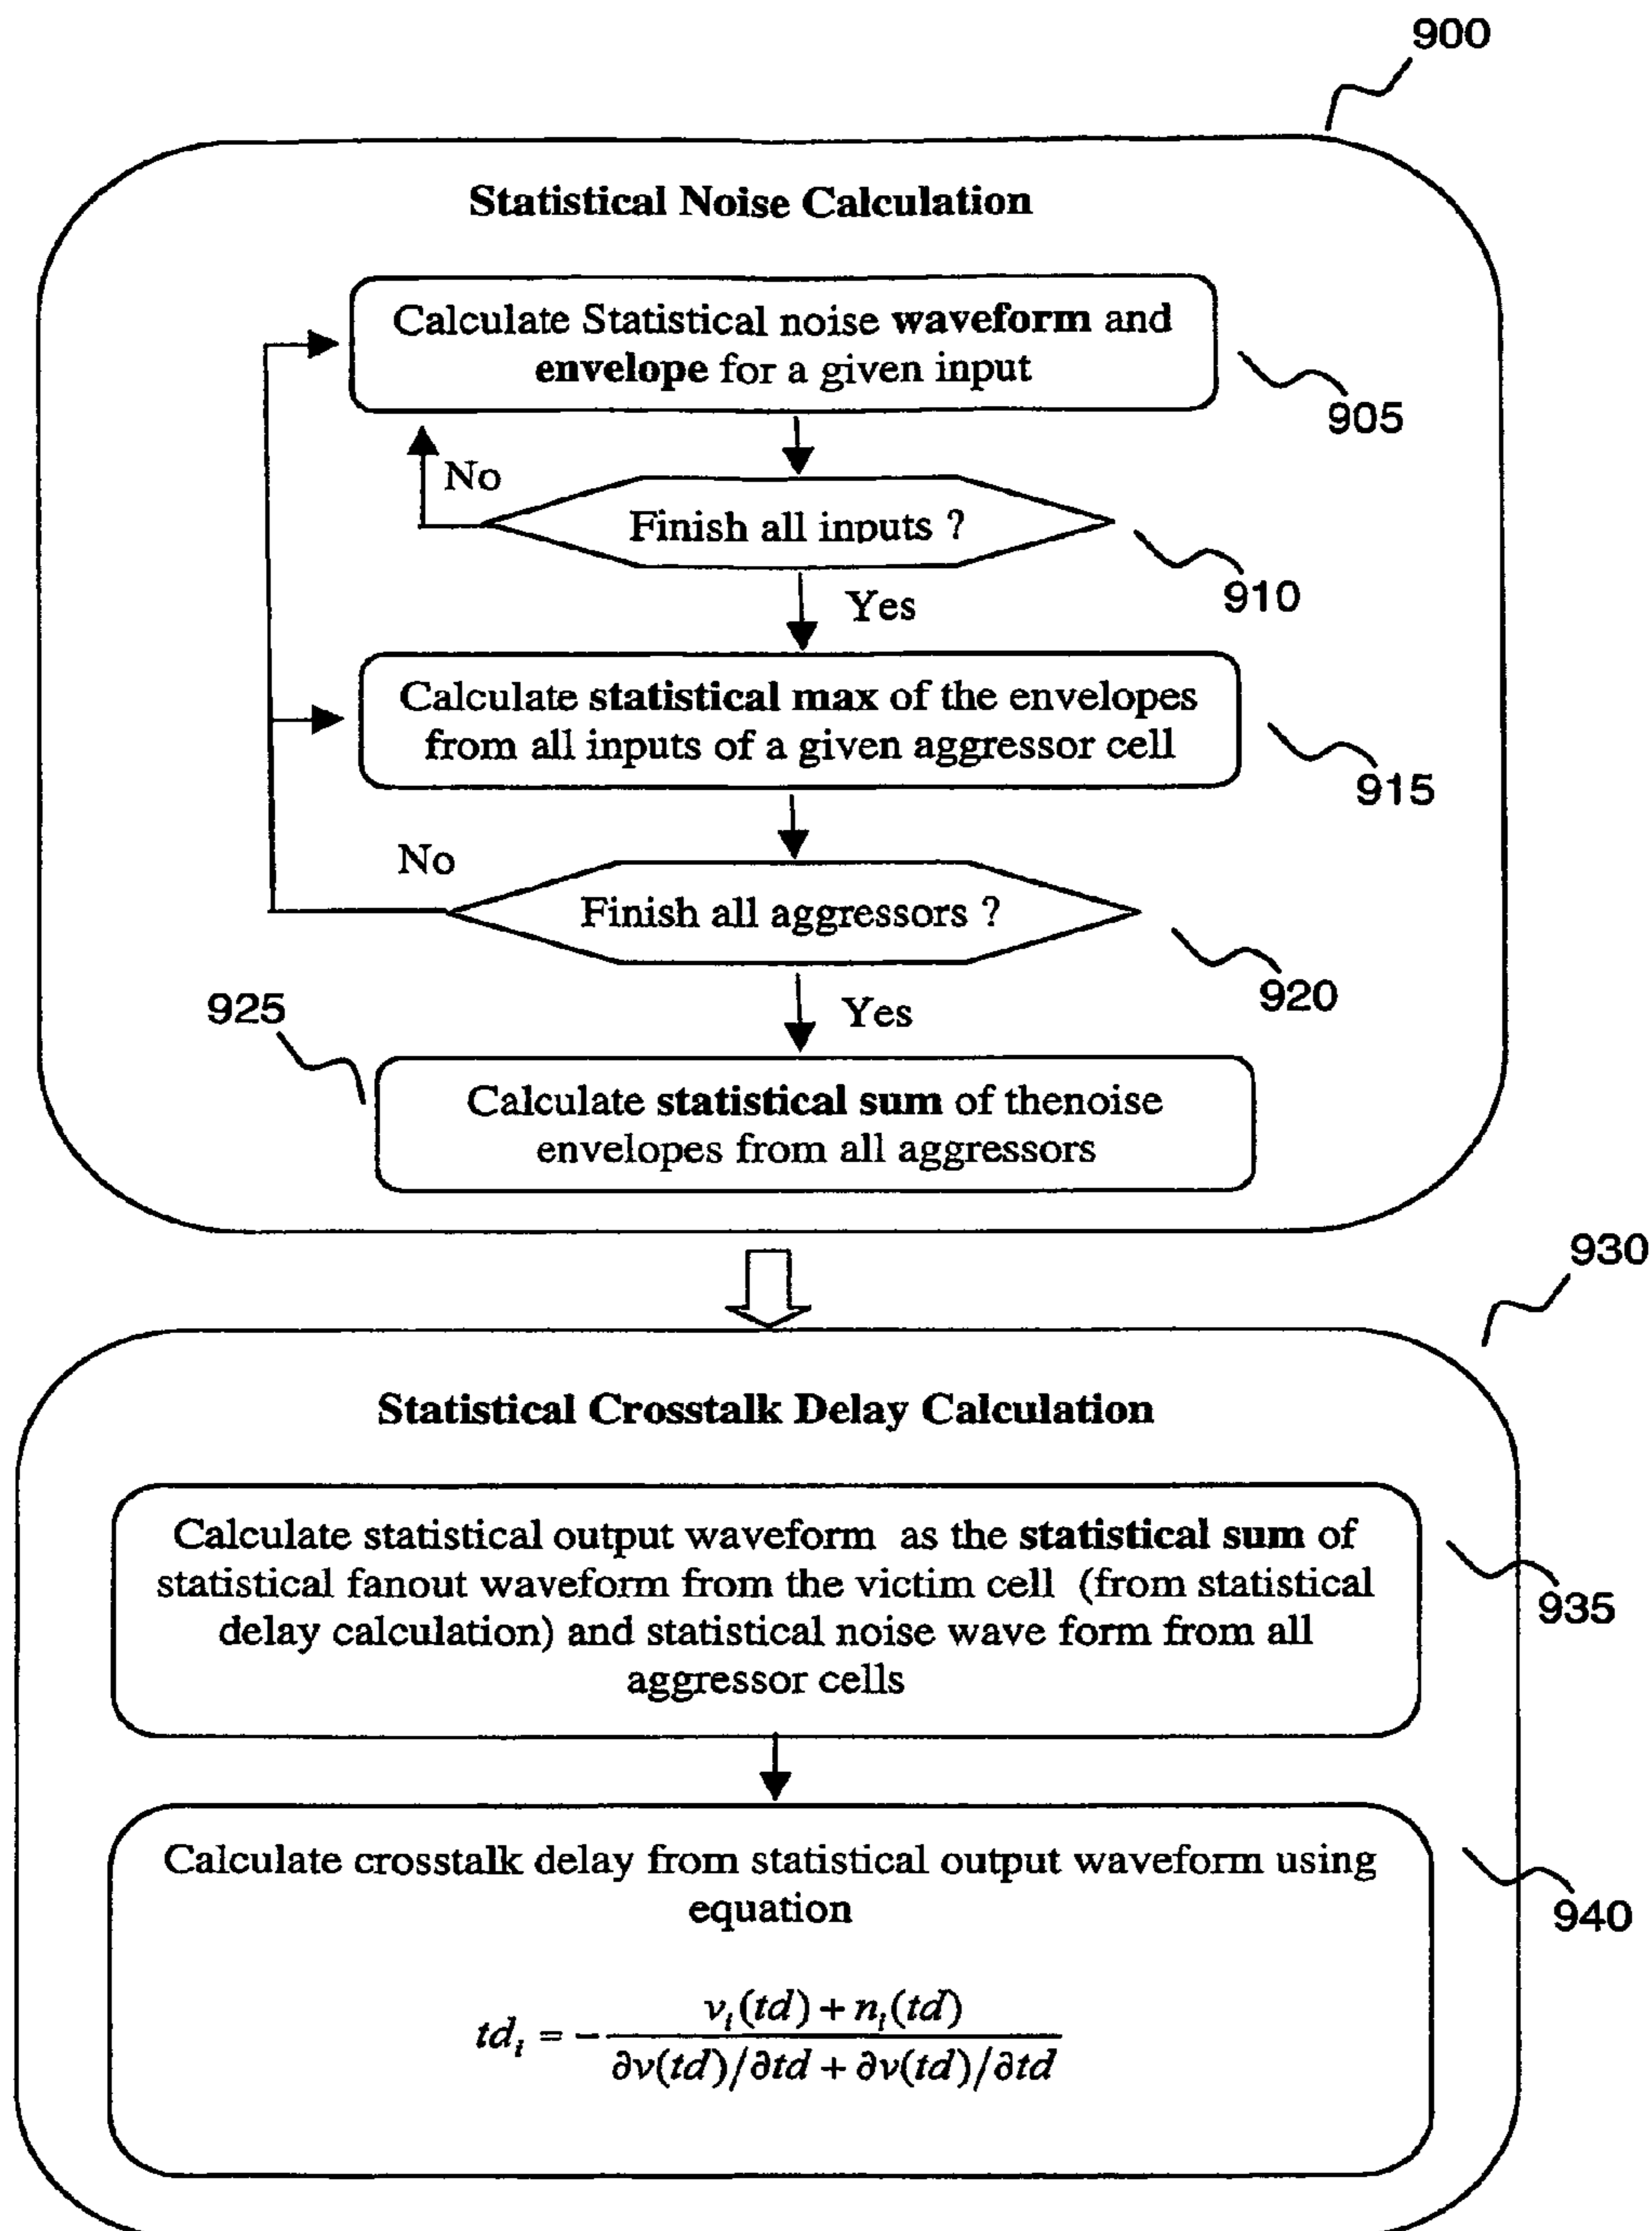 900
Statistical Noise Calculation
Calculate Statistical noise waveform and
envelope for a given input
905
No
Finish all inputs ?
910
Yes
Calculate statistical max of the envelopes
from all inputs of a given aggressor cell
915
No
Finish all aggressors ?
920
925
Yes
Calculate statistical sum of thenoise
envelopes from all aggressors
930
Statistical Crosstalk Delay Calculation
Calculate statistical output waveform as the statistical sum of
statistical fanout waveform from the victim cell (from statistical
delay calculation) and statistical noise wave form from all
aggressor cells
935
Calculate crosstalk delay from statistical output waveform using
equation
940
td_i = - (v_i(td) + n_i(td)) / (∂v(td)/∂td + ∂v(td)/∂td)